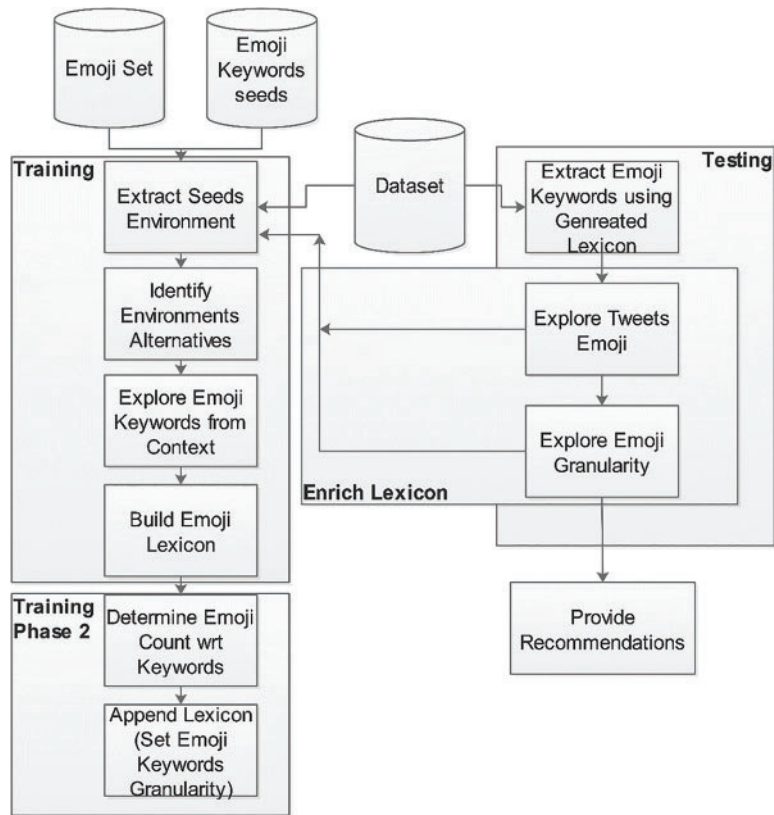 Emoji Set
Emoji
Keywords
seeds
Dataset
Training
Extract Seeds
Environment
Identify
Environments
Alternatives
Explore Emoji
Keywords from
Context
Build Emoji
Lexicon
Training
Phase 2
Determine Emoji
Count wrt
Keywords
Append Lexicon
(Set Emoji
Keywords
Granularity)
Testing
Extract Emoji
Keywords using
Genreated
Lexicon
Explore Tweets
Emoji
Explore Emoji
Granularity
Enrich Lexicon
Provide
Recommendations